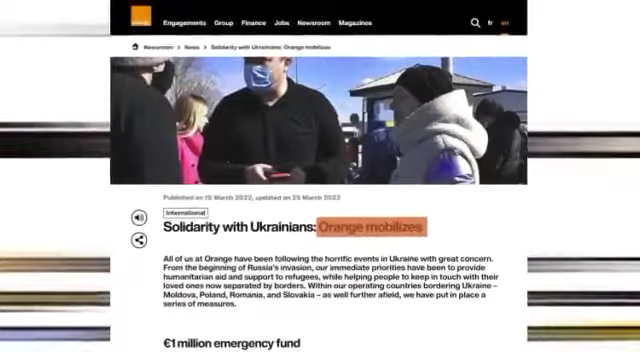 Engagements Group Finance Jobs Newsroom Magazines fr en
Newsroom > News > Solidarity with Ukrainians: Orange mobilizes
Published on 15 March 2022, updated on 25 March 2022
International
Solidarity with Ukrainians: Orange mobilizes
All of us at Orange have been following the horrific events in Ukraine with great concern.
From the beginning of Russia's invasion, our immediate priorities have been to provide
humanitarian aid and support to refugees, while helping people to keep in touch with their
loved ones now separated by borders. Within our operating countries bordering Ukraine –
Moldova, Poland, Romania, and Slovakia – as well further afield, we have put in place a
series of measures.
€1 million emergency fund